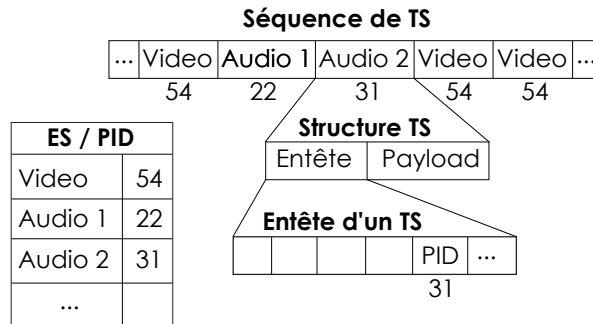 Séquence de TS
... Video Audio 1 Audio 2 Video Video ...
54 22 31 54 54
Structure TS
Entête Payload
Entête d'un TS
PID ...
31
ES / PID
Video 54
Audio 1 22
Audio 2 31
...